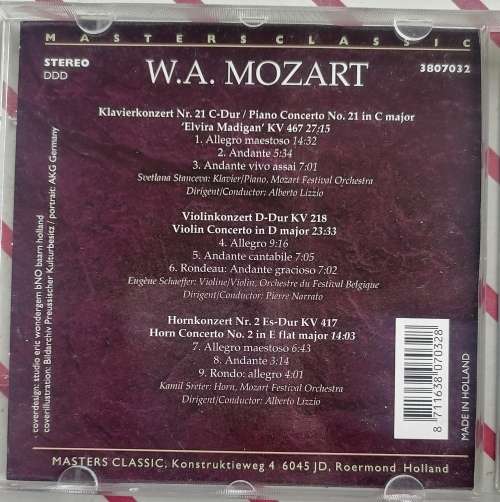 MASTERS CLASSIC
STEREO
DDD
W.A. MOZART
3807032
Klavierkonzert Nr. 21 C-Dur / Piano Concerto No. 21 in C major
'Elvira Madigan' KV 467 27:15
1. Allegro maestoso 14:32
2. Andante 5:34
3. Andante vivo assai 7:01
Svetlana Stanceva: Klavier/Piano, Mozart Festival Orchestra
Dirigent/Conductor: Alberto Lizzio
Violinkonzert D-Dur KV 218
Violin Concerto in D major 23:33
4. Allegro 9:16
5. Andante cantabile 7:05
6. Rondeau: Andante gracioso 7:02
Eugène Schaeffer: Violine/Violin, Orchestre du Festival Belgique
Dirigent/Conductor: Pierre Narrato
Hornkonzert Nr. 2 Es-Dur KV 417
Horn Concerto No. 2 in E flat major 14:03
7. Allegro maestoso 6:43
8. Andante 3:14
9. Rondo: allegro 4:01
Kamil Sreter: Horn, Mozart Festival Orchestra
Dirigent/Conductor: Alberto Lizzio
coverdesign: studio eric wondergem bNO baarn holland
coverillustration: Bildarchiv Preussischer Kulturbesitz / portrait: AKG Germany
8 711638 070328
MADE IN HOLLAND
MASTERS CLASSIC, Konstruktieweg 4 6045 JD, Roermond Holland